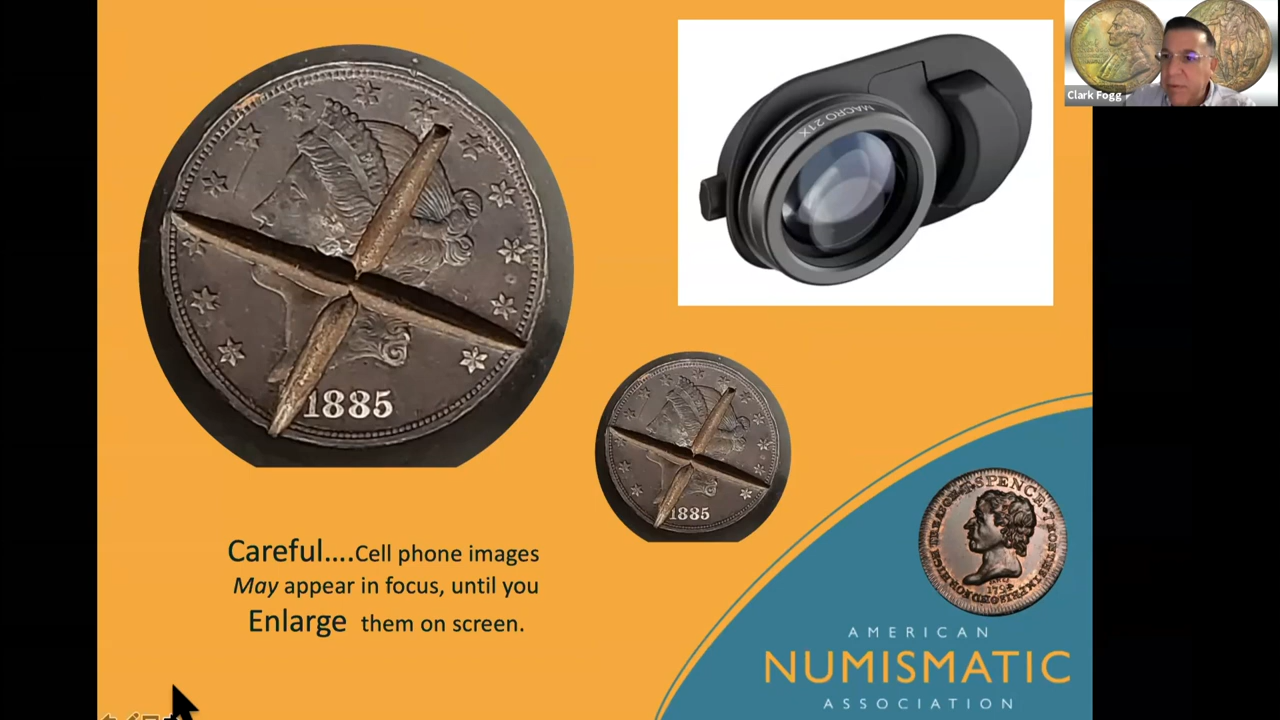 Clark Fogg
MACRO 21X
1885
1885
Careful....Cell phone images
May appear in focus, until you
Enlarge them on screen.
SPENCE
AMERICAN
NUMISMATIC
ASSOCIATION